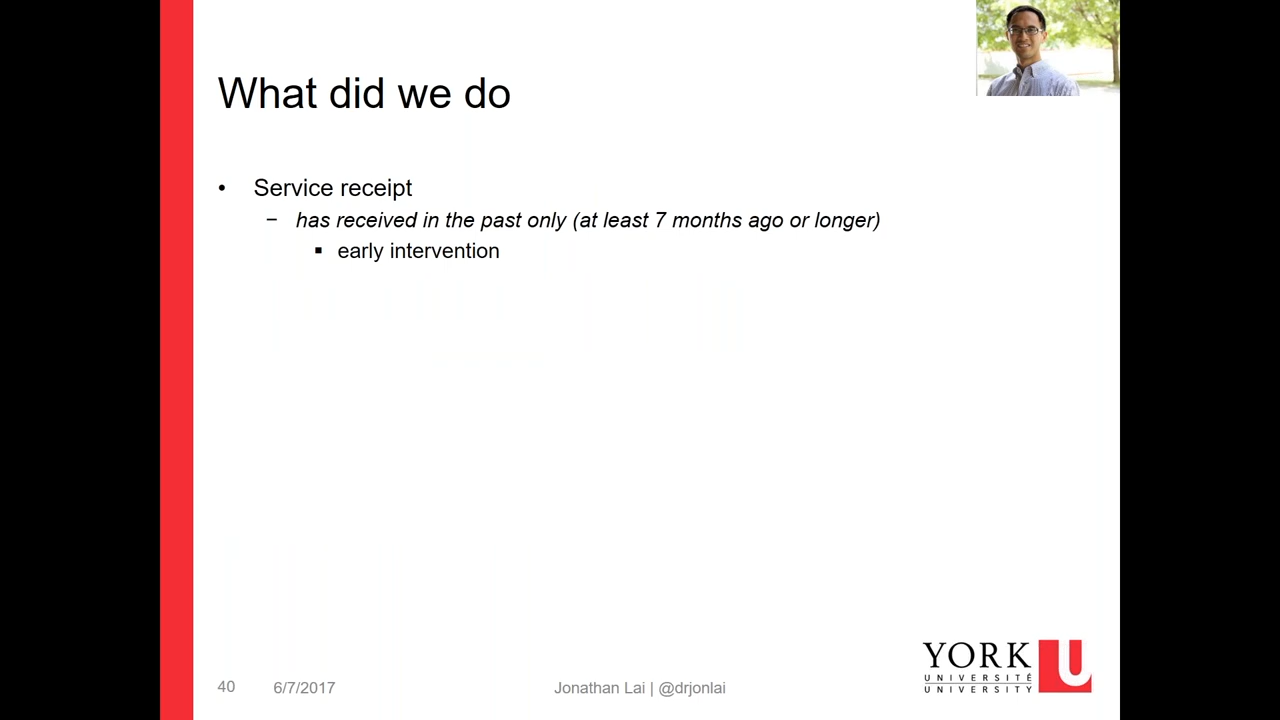 What did we do
• Service receipt
– has received in the past only (at least 7 months ago or longer)
▪ early intervention
40
6/7/2017
Jonathan Lai | @drjonlai
YORK U
UNIVERSITÉ
UNIVERSITY